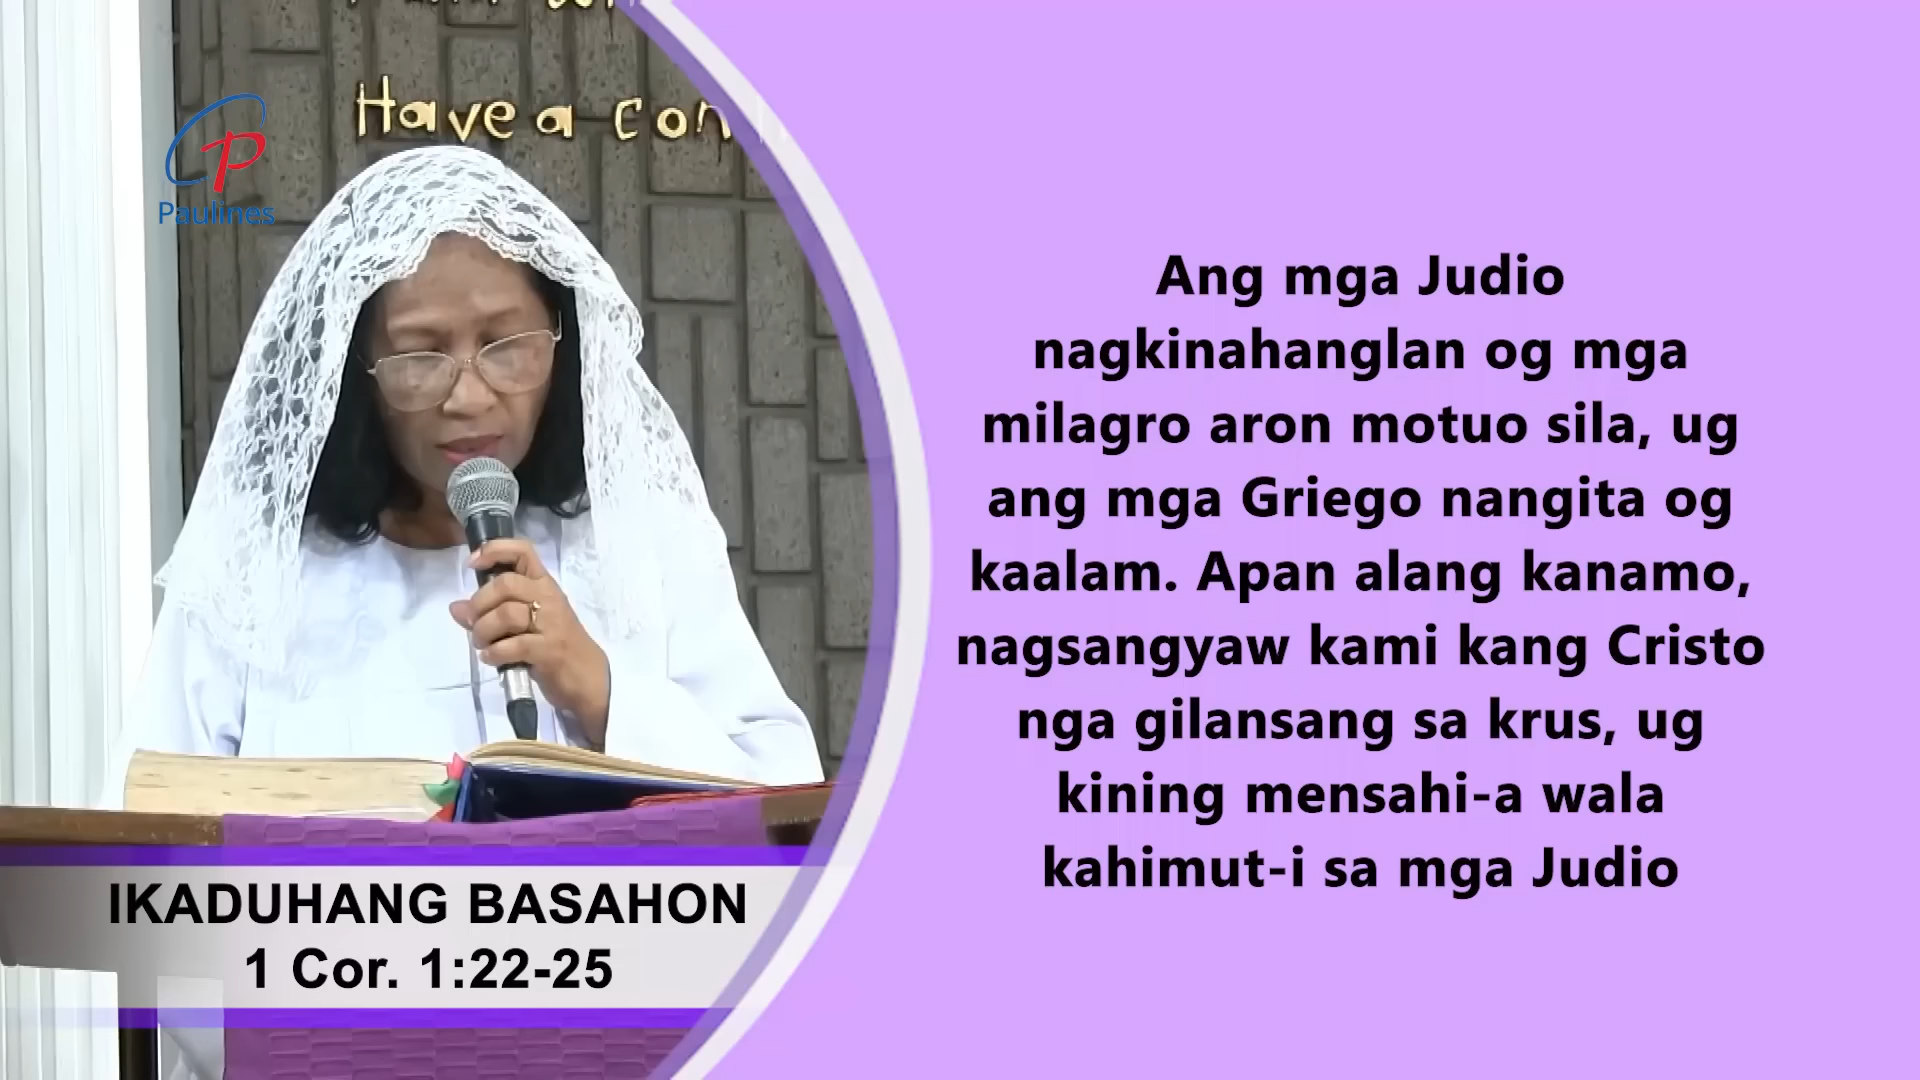 Have a
Paulines
Ang mga Judio
nagkinahanglan og mga
milagro aron motuo sila, ug
ang mga Griego nangita og
kaalam. Apan alang kanamo,
nagsangyaw kami kang Cristo
nga gilansang sa krus, ug
kining mensahi-a wala
kahimut-i sa mga Judio
IKADUHANG BASAHON
1 Cor. 1:22-25